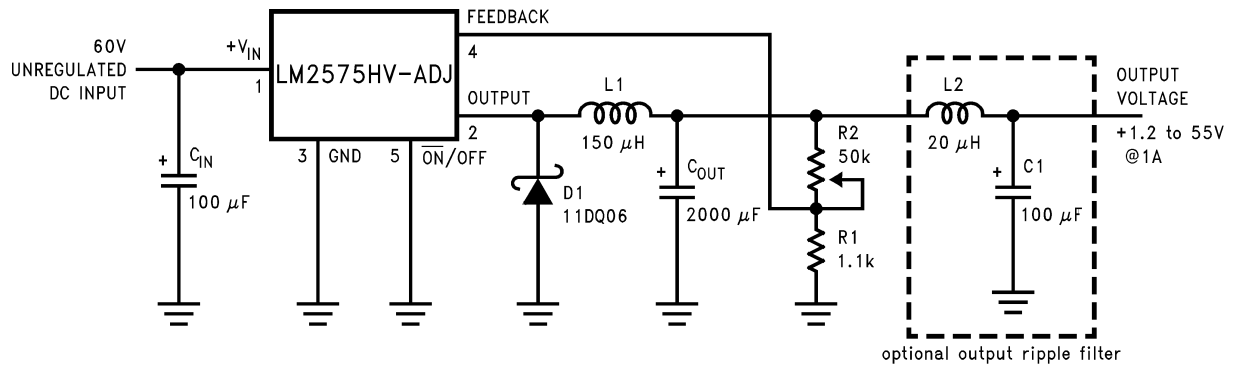 60V
UNREGULATED
DC INPUT
+VIN
1
LM2575HV-ADJ
FEEDBACK
4
OUTPUT
2
3
GND
5
ON/OFF
CIN
+
100 μF
D1
11DQ06
L1
150 μH
+
COUT
2000 μF
R2
50k
R1
1.1k
L2
20 μH
+
C1
100 μF
OUTPUT
VOLTAGE
+1.2 to 55V
@1A
optional output ripple filter